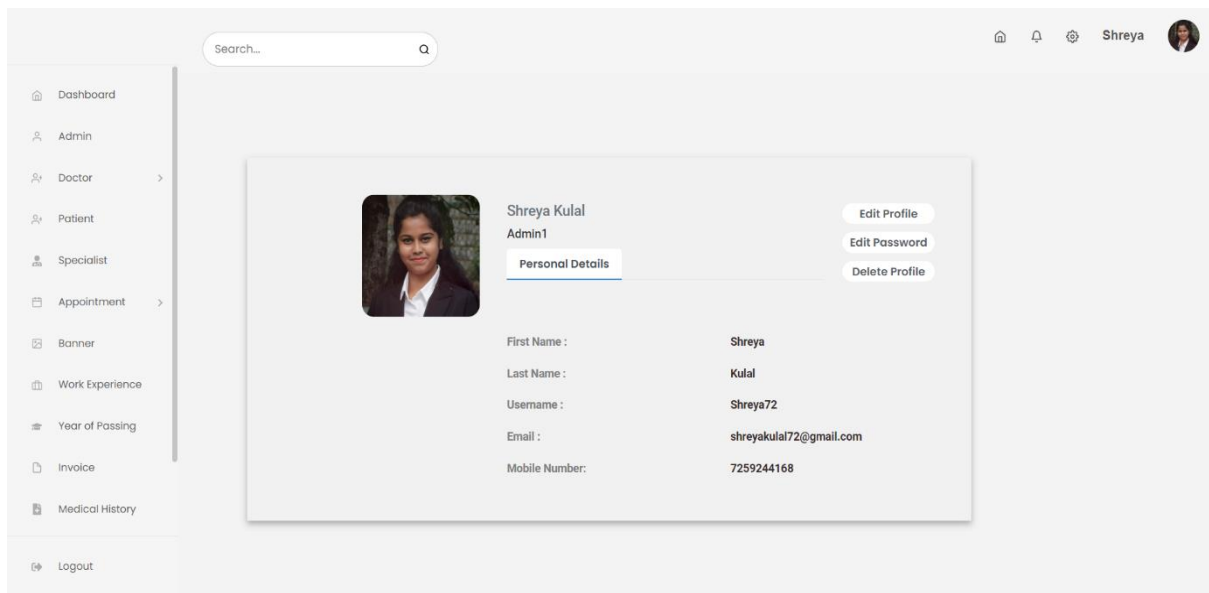 Search...
Shreya
Dashboard
Admin
Doctor
Patient
Specialist
Appointment
Banner
Work Experience
Year of Passing
Invoice
Medical History
Logout
Shreya Kulal
Admin1
Personal Details
Edit Profile
Edit Password
Delete Profile
First Name : Shreya
Last Name : Kulal
Username : Shreya72
Email : shreyakulal72@gmail.com
Mobile Number: 7259244168